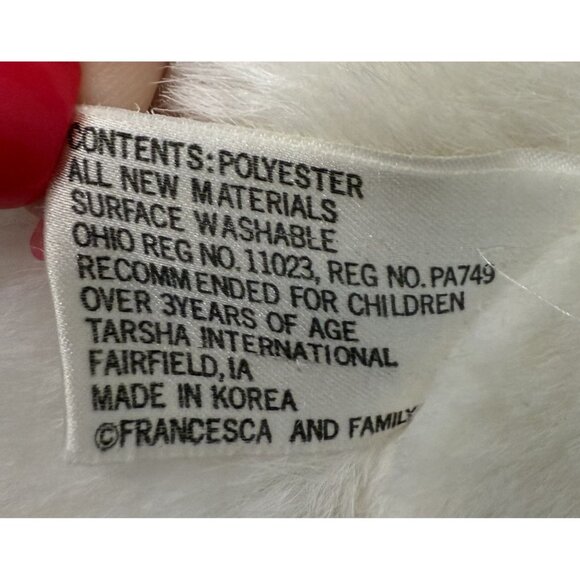 CONTENTS: POLYESTER
ALL NEW MATERIALS
SURFACE WASHABLE
OHIO REG NO. 11023, REG NO. PA749
RECOMMENDED FOR CHILDREN
OVER 3YEARS OF AGE
TARSHA INTERNATIONAL
FAIRFIELD, IA
MADE IN KOREA
©FRANCESCA AND FAMILY